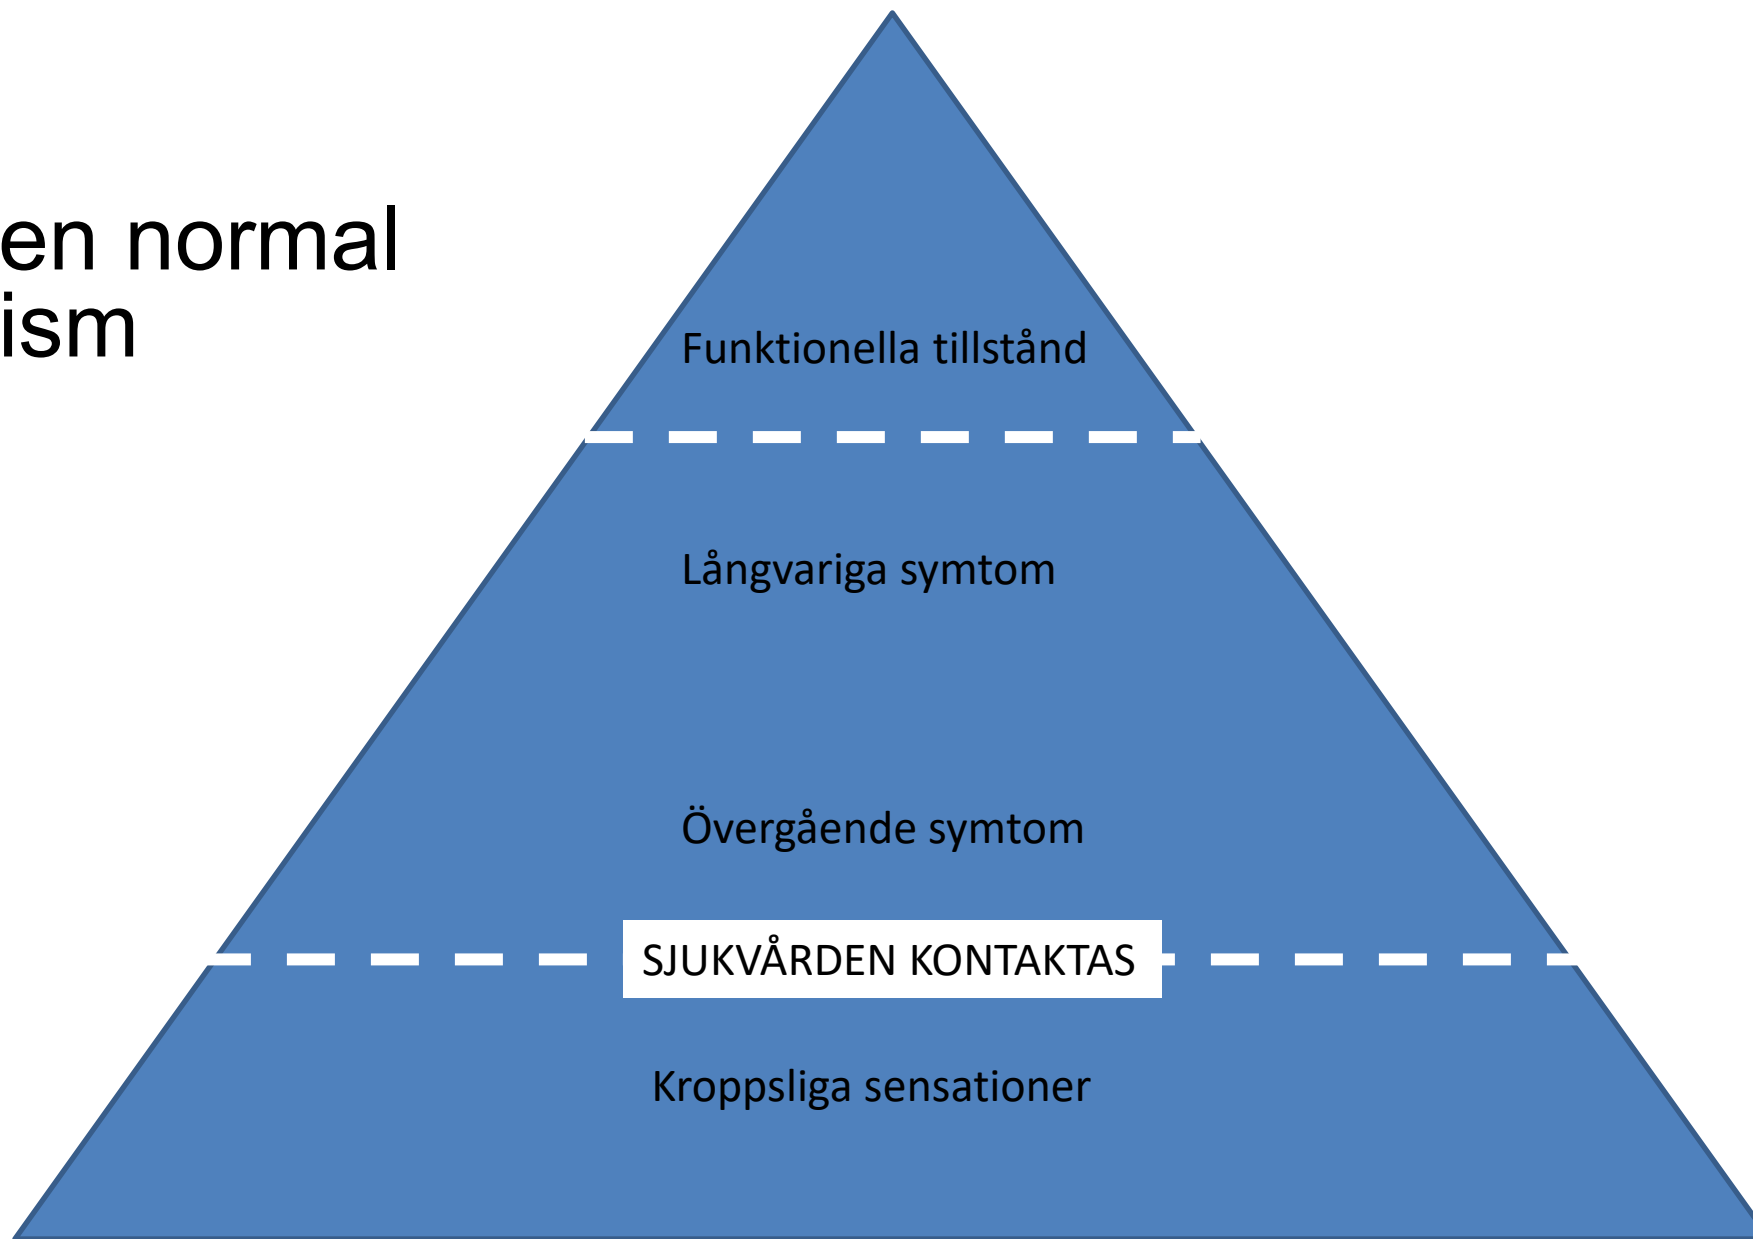 en normal
ism
Funktionella tillstånd
Långvariga symtom
Övergående symtom
SJUKVÅRDEN KONTAKTAS
Kroppsliga sensationer